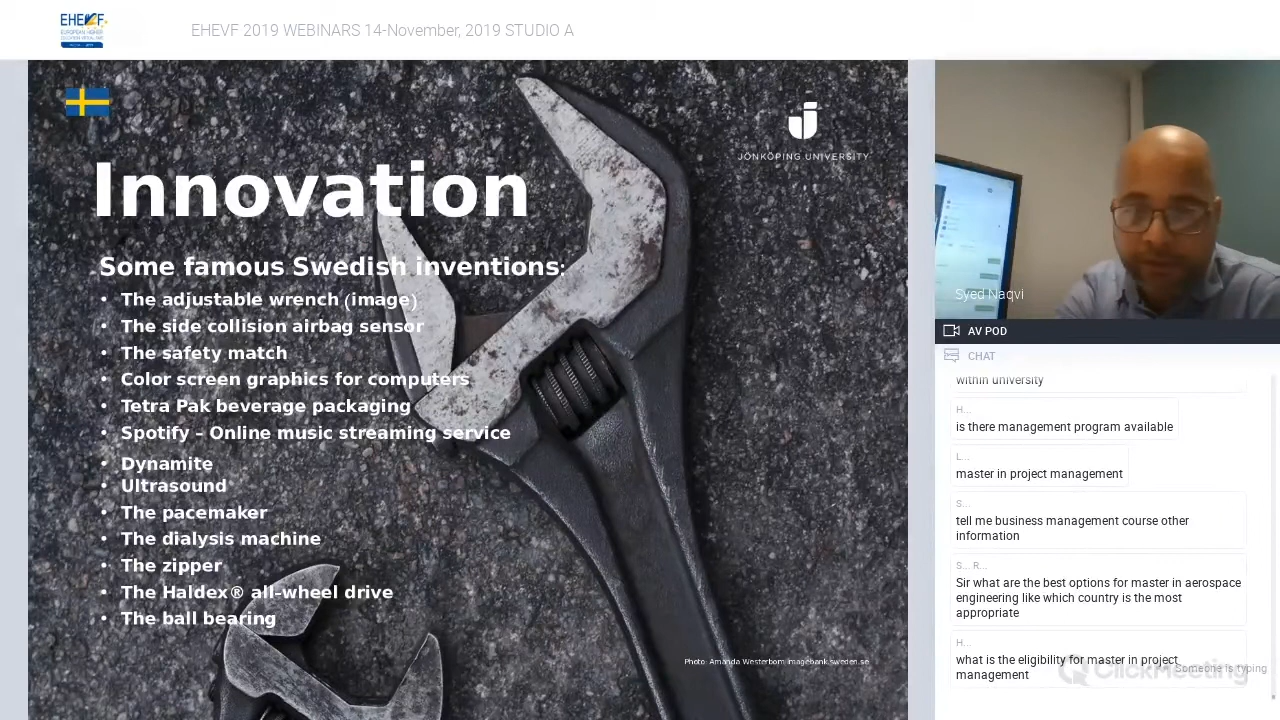 EHEVF
EUROPEAN HIGHER
EDUCATION VIRTUAL FAIR
EHEVF 2019 WEBINARS 14-November, 2019 STUDIO A
JÖNKÖPING UNIVERSITY
Innovation
Some famous Swedish inventions:
• The adjustable wrench (image)
• The side collision airbag sensor
• The safety match
• Color screen graphics for computers
• Tetra Pak beverage packaging
• Spotify – Online music streaming service
• Dynamite
• Ultrasound
• The pacemaker
• The dialysis machine
• The zipper
• The Haldex® all-wheel drive
• The ball bearing
Photo: Amanda Westerbom/imagebank.sweden.se
Syed Naqvi
AV POD
CHAT
within university
H...
is there management program available
L...
master in project management
S...
tell me business management course other
information
S... R...
Sir what are the best options for master in aerospace
engineering like which country is the most
appropriate
H...
what is the eligibility for master in project
management
ClickMeeting
Someone is typing